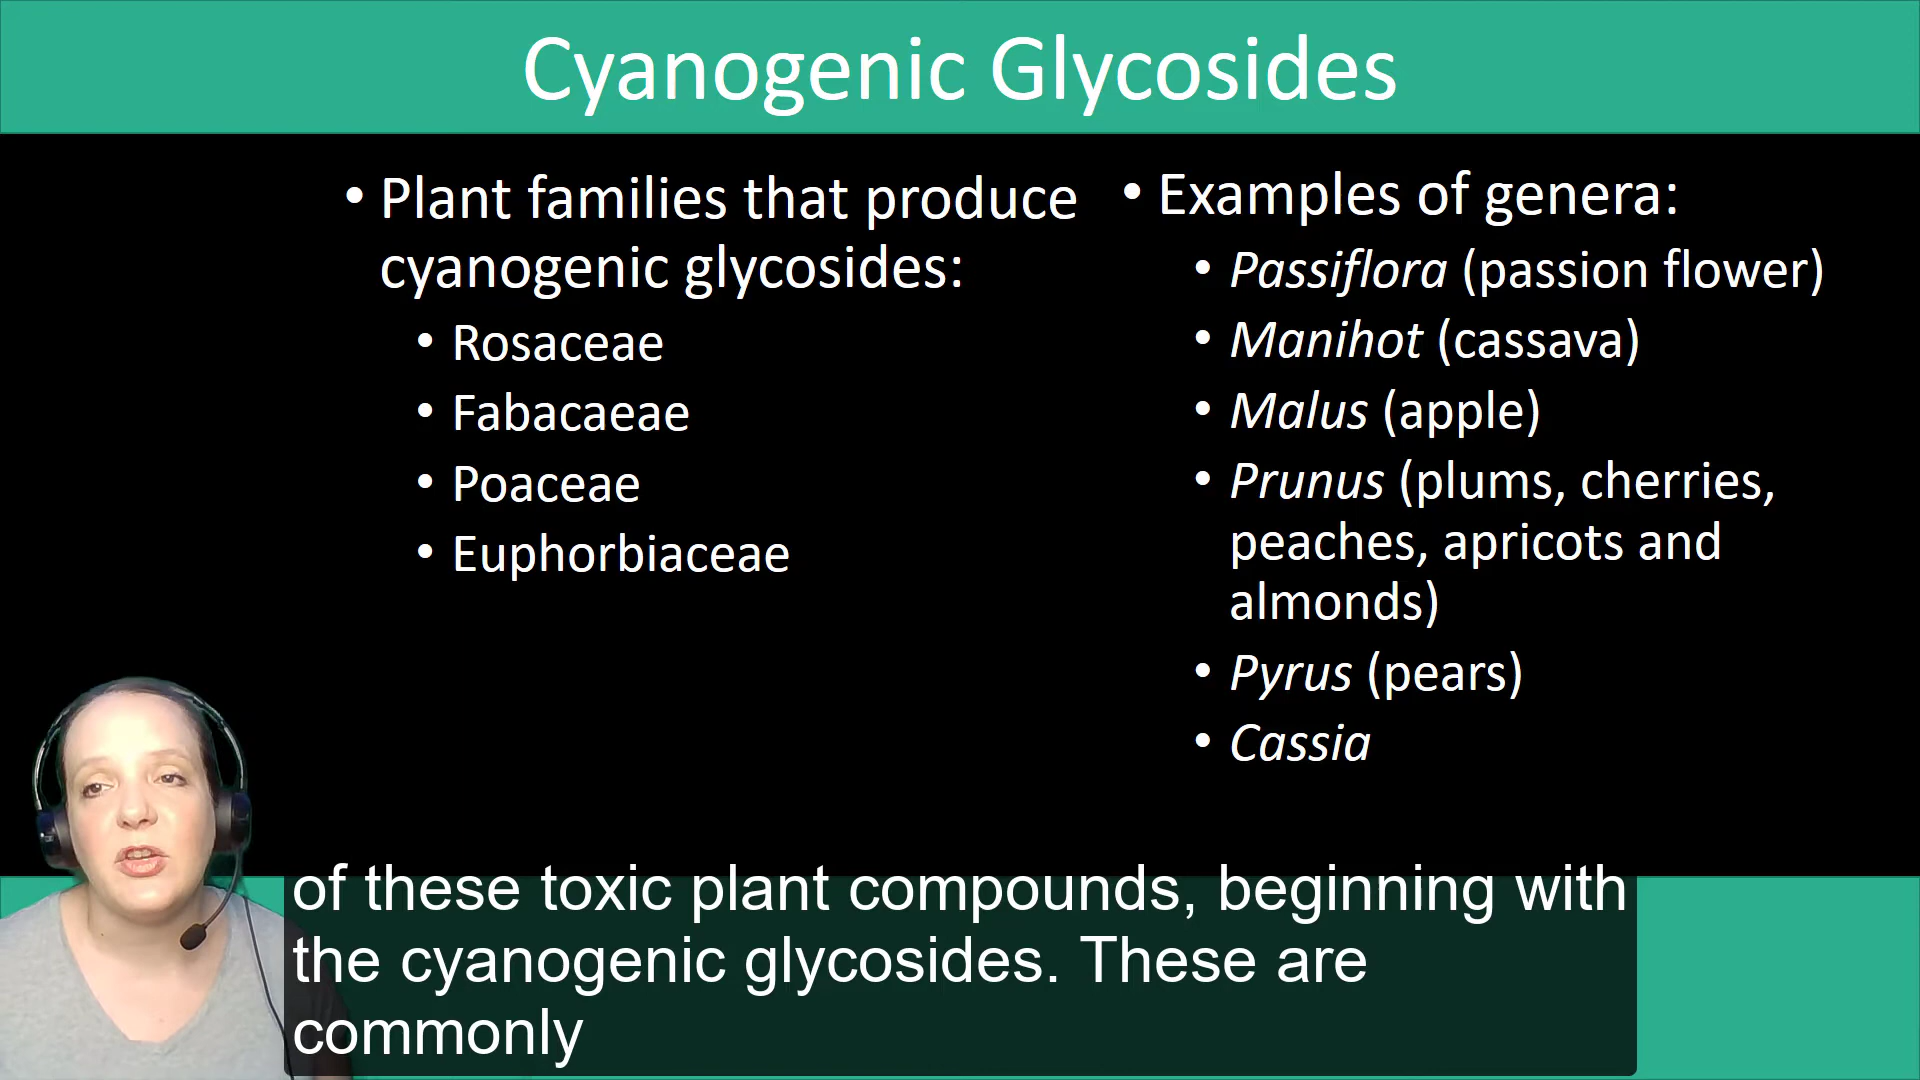 Cyanogenic Glycosides
• Plant families that produce
cyanogenic glycosides:
• Rosaceae
• Fabacaeae
• Poaceae
• Euphorbiaceae
• Examples of genera:
• Passiflora (passion flower)
• Manihot (cassava)
• Malus (apple)
• Prunus (plums, cherries,
peaches, apricots and
almonds)
• Pyrus (pears)
• Cassia
of these toxic plant compounds, beginning with
the cyanogenic glycosides. These are
commonly